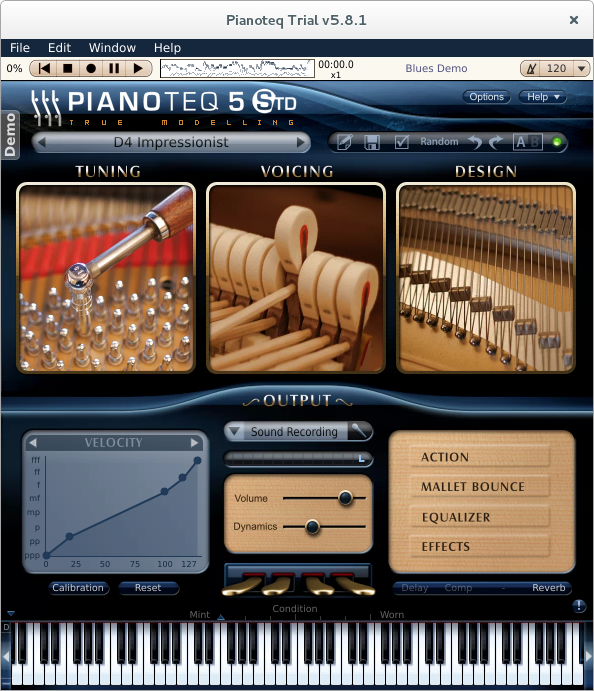 Pianoteq Trial v5.8.1
File Edit Window Help
0% 00:00.0 x1 Blues Demo 120
PIANOTEQ 5 STD
TRUE MODELLING
Options Help
Demo
D4 Impressionist Random A B
TUNING VOICING DESIGN
OUTPUT
VELOCITY
fff
ff
f
mf
mp
p
pp
ppp
0 25 50 75 100 127
Calibration Reset
Sound Recording
L
Volume
Dynamics
ACTION
MALLET BOUNCE
EQUALIZER
EFFECTS
Delay Comp - Reverb
Condition
Mint Worn
!
D